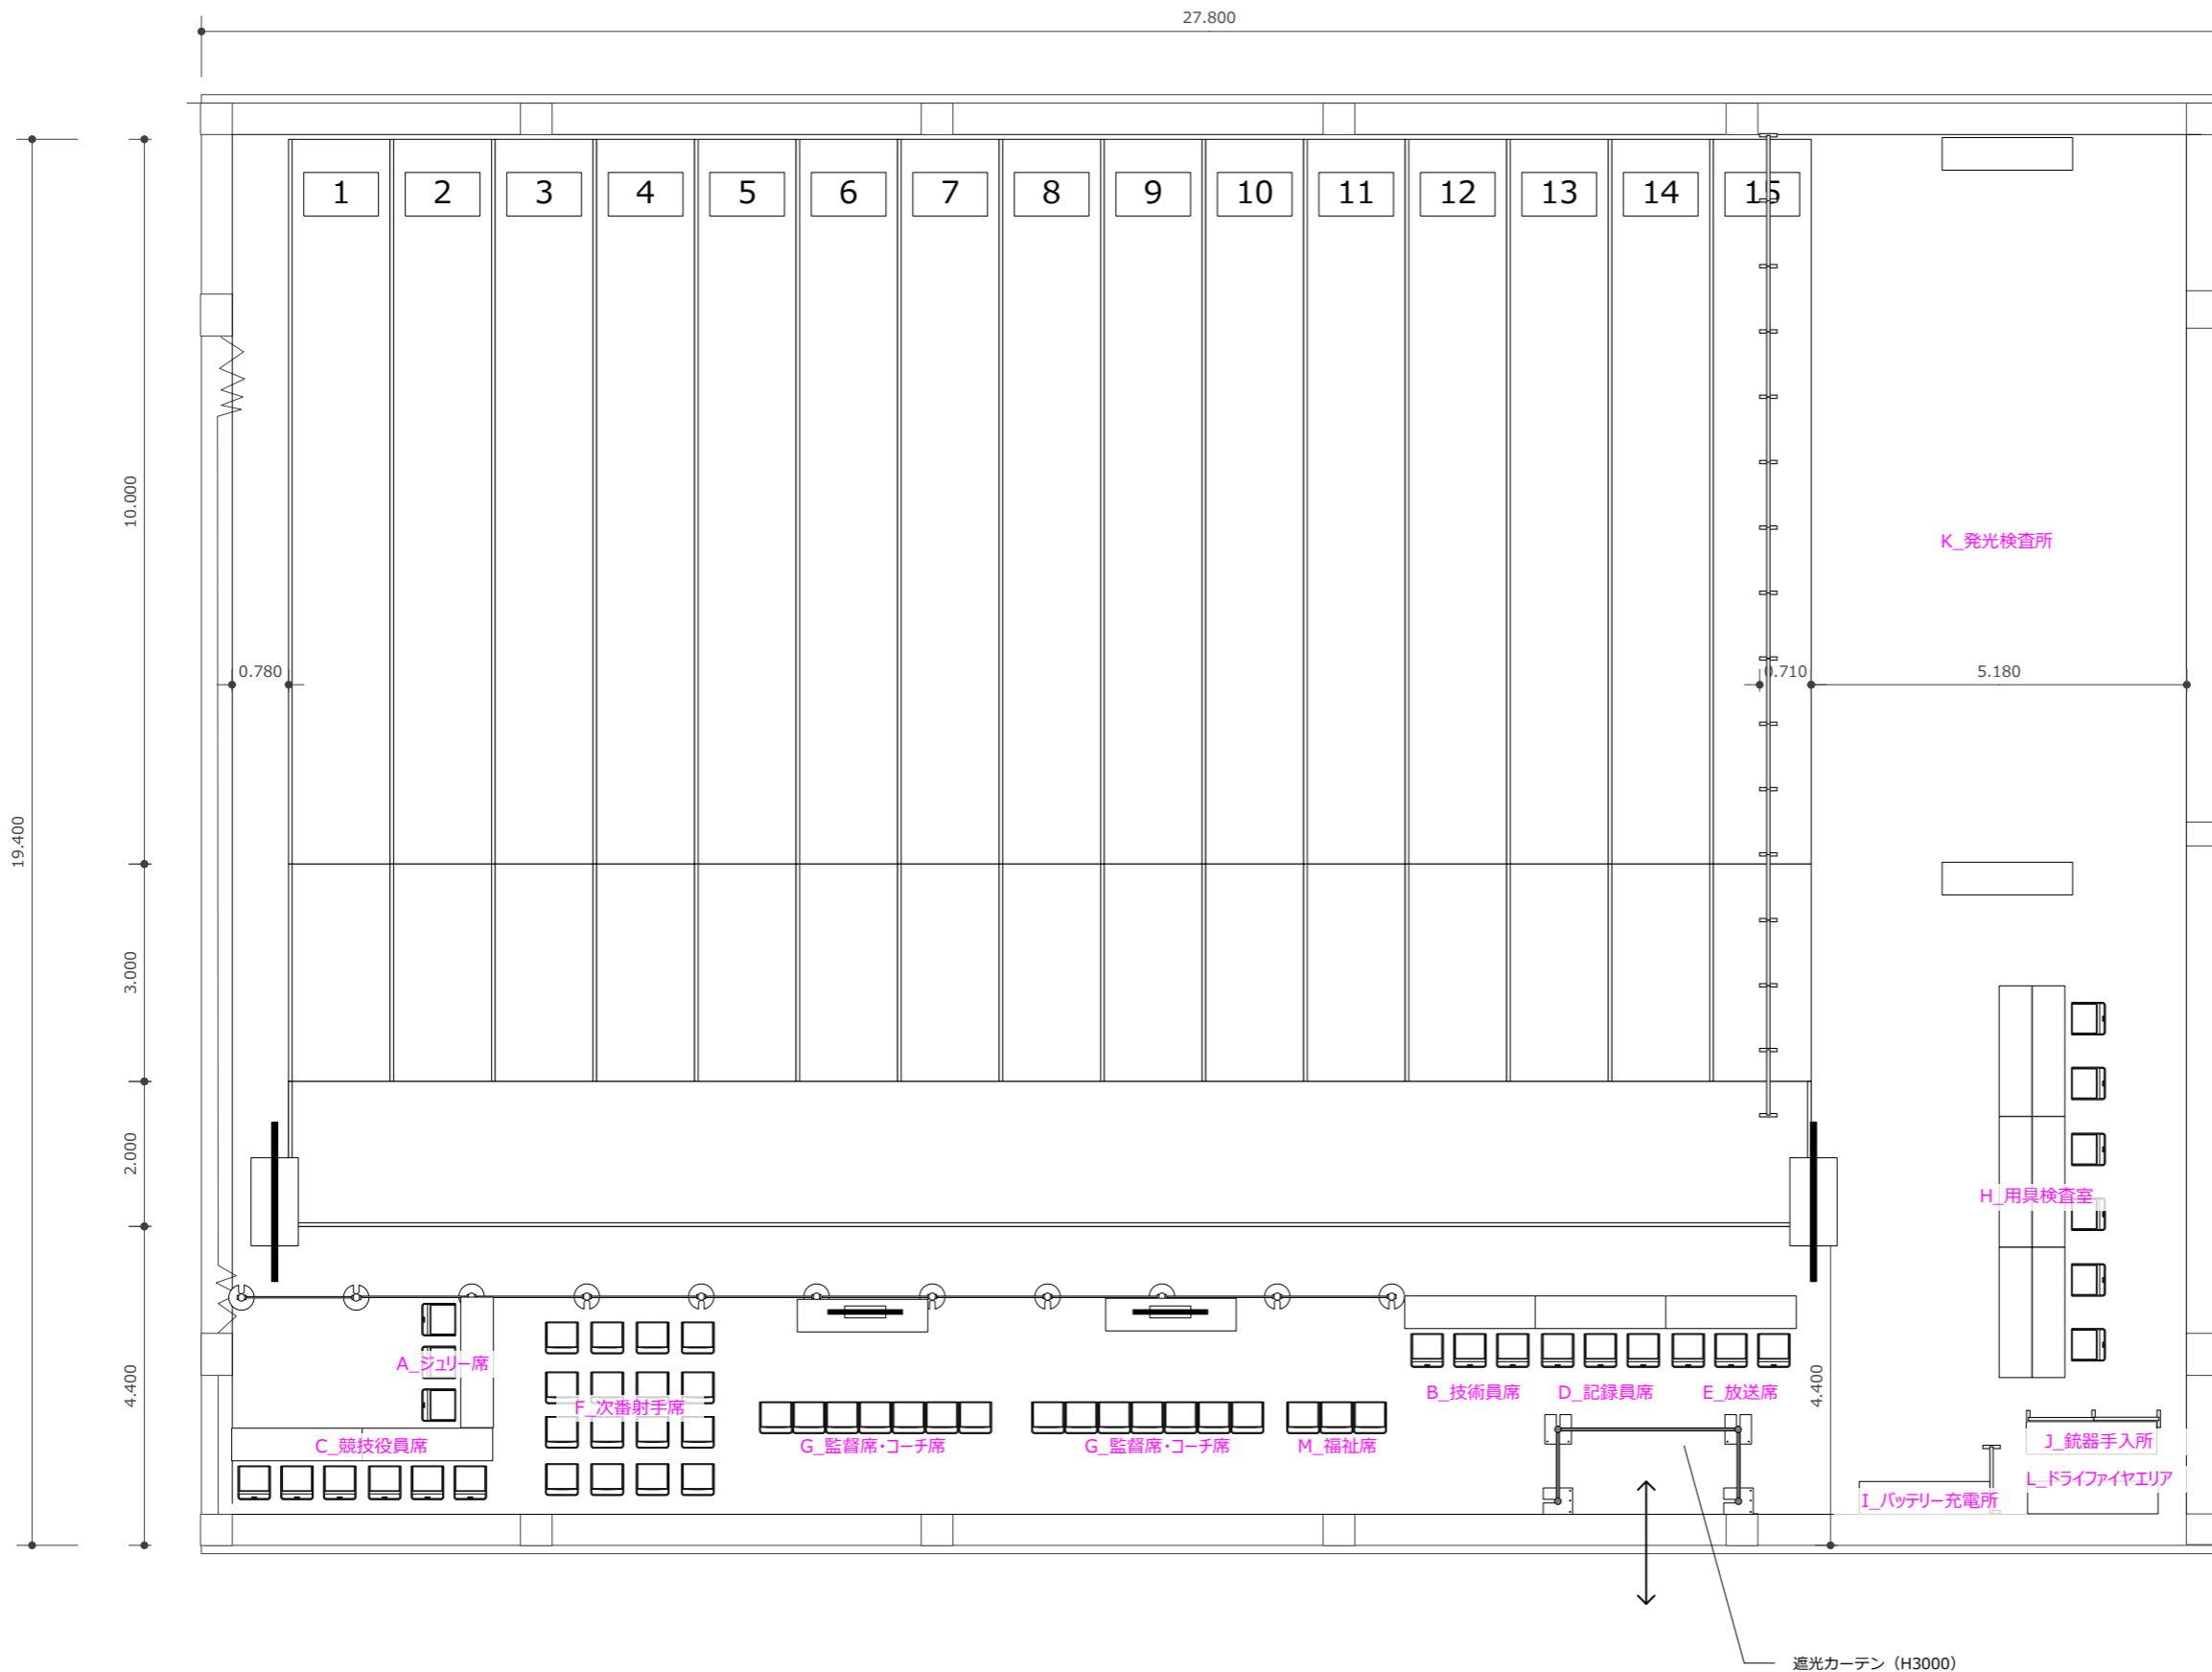 27.800
1 2 3 4 5 6 7 8 9 10 11 12 13 14 15
10.000
K_発光検査所
0.780
0.710
5.180
19.400
3.000
2.000
H_用具検査室
A_ジュリー席
4.400
B_技術員席
D_記録員席
E_放送席
4.400
F_次番射手席
C_競技役員席
G_監督席・コーチ席
G_監督席・コーチ席
M_福祉席
J_銃器手入所
L_ドライファイヤエリア
I_バッテリー充電所
遮光カーテン（H3000）